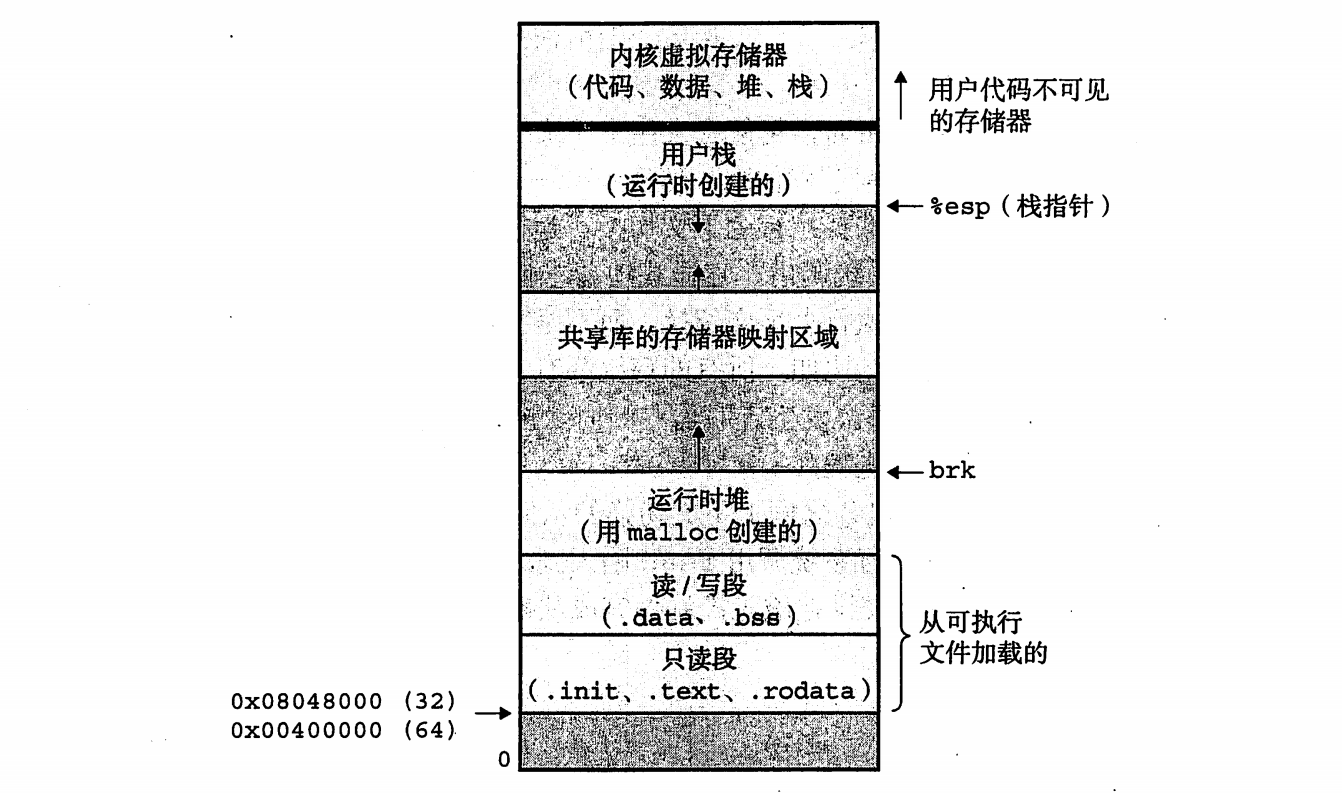 内核虚拟存储器
（代码、数据、堆、栈）
用户代码不可见
的存储器
用户栈
（运行时创建的）
%esp（栈指针）
共享库的存储器映射区域
brk
运行时堆
（用 malloc 创建的）
读/写段
（.data、.bss）
从可执行
文件加载的
只读段
（.init、.text、.rodata）
0x08048000 (32)
0x00400000 (64)
0